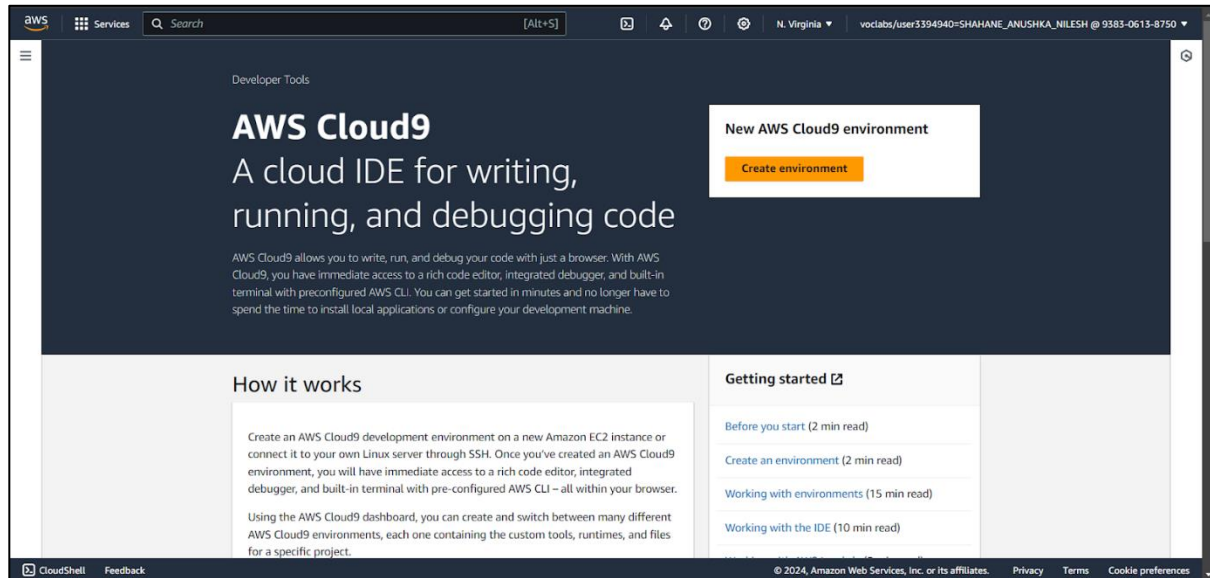 aws Services Search [Alt+S] N. Virginia voclabs/user3394940=SHAHANE_ANUSHKA_NILESH @ 9383-0613-8750
Developer Tools
AWS Cloud9
A cloud IDE for writing,
running, and debugging code
AWS Cloud9 allows you to write, run, and debug your code with just a browser. With AWS
Cloud9, you have immediate access to a rich code editor, integrated debugger, and built-in
terminal with preconfigured AWS CLI. You can get started in minutes and no longer have to
spend the time to install local applications or configure your development machine.
New AWS Cloud9 environment
Create environment
How it works
Create an AWS Cloud9 development environment on a new Amazon EC2 instance or
connect it to your own Linux server through SSH. Once you've created an AWS Cloud9
environment, you will have immediate access to a rich code editor, integrated
debugger, and built-in terminal with pre-configured AWS CLI – all within your browser.
Using the AWS Cloud9 dashboard, you can create and switch between many different
AWS Cloud9 environments, each one containing the custom tools, runtimes, and files
for a specific project.
Getting started
Before you start (2 min read)
Create an environment (2 min read)
Working with environments (15 min read)
Working with the IDE (10 min read)
CloudShell Feedback © 2024, Amazon Web Services, Inc. or its affiliates. Privacy Terms Cookie preferences